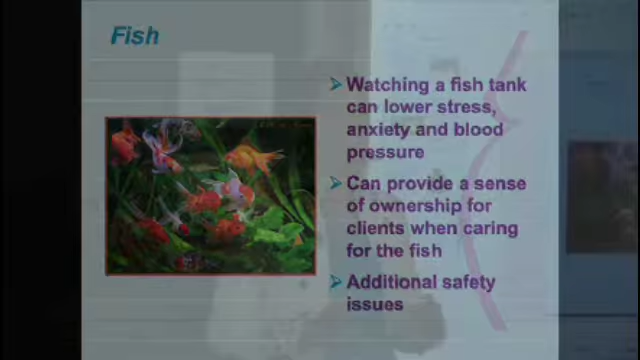 Fish
Watching a fish tank
can lower stress,
anxiety and blood
pressure
Can provide a sense
of ownership for
clients when caring
for the fish
Additional safety
issues